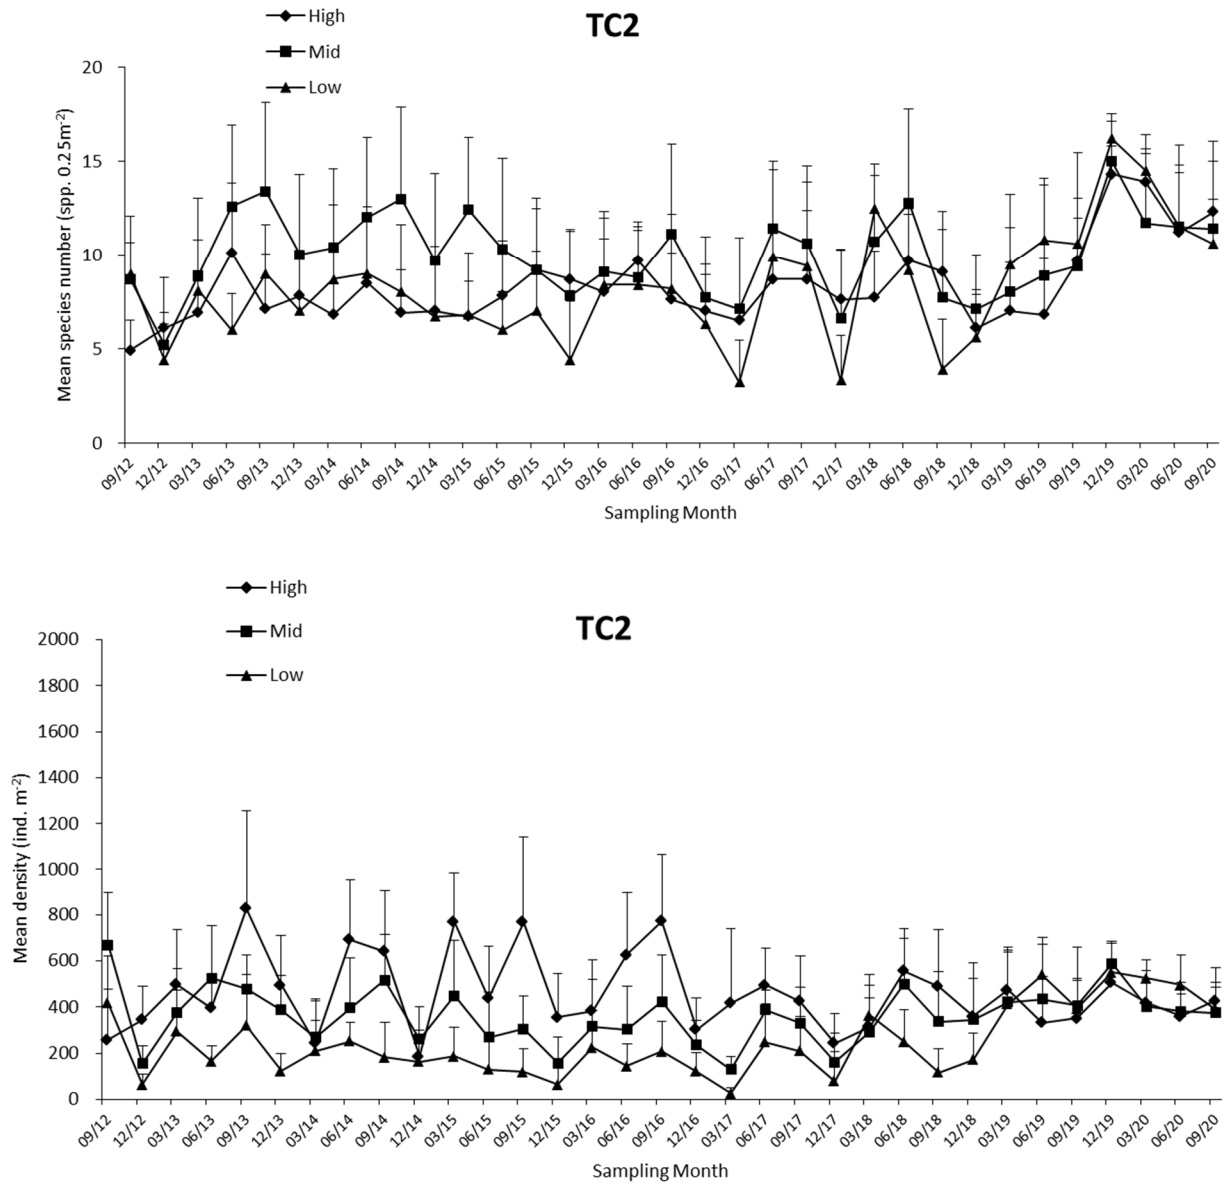 High
TC2
Mid
Low
Mean species number (spp. 0.25m-2)
20
15
10
5
0
09/12 12/12 03/13 06/13 09/13 12/13 03/14 06/14 09/14 12/14 03/15 06/15 09/15 12/15 03/16 06/16 09/16 12/16 03/17 06/17 09/17 12/17 03/18 06/18 09/18 12/18 03/19 06/19 09/19 12/19 03/20 06/20 09/20
Sampling Month
High
TC2
Mid
Low
Mean density (ind. m-2)
2000
1800
1600
1400
1200
1000
800
600
400
200
0
09/12 12/12 03/13 06/13 09/13 12/13 03/14 06/14 09/14 12/14 03/15 06/15 09/15 12/15 03/16 06/16 09/16 12/16 03/17 06/17 09/17 12/17 03/18 06/18 09/18 12/18 03/19 06/19 09/19 12/19 03/20 06/20 09/20
Sampling Month